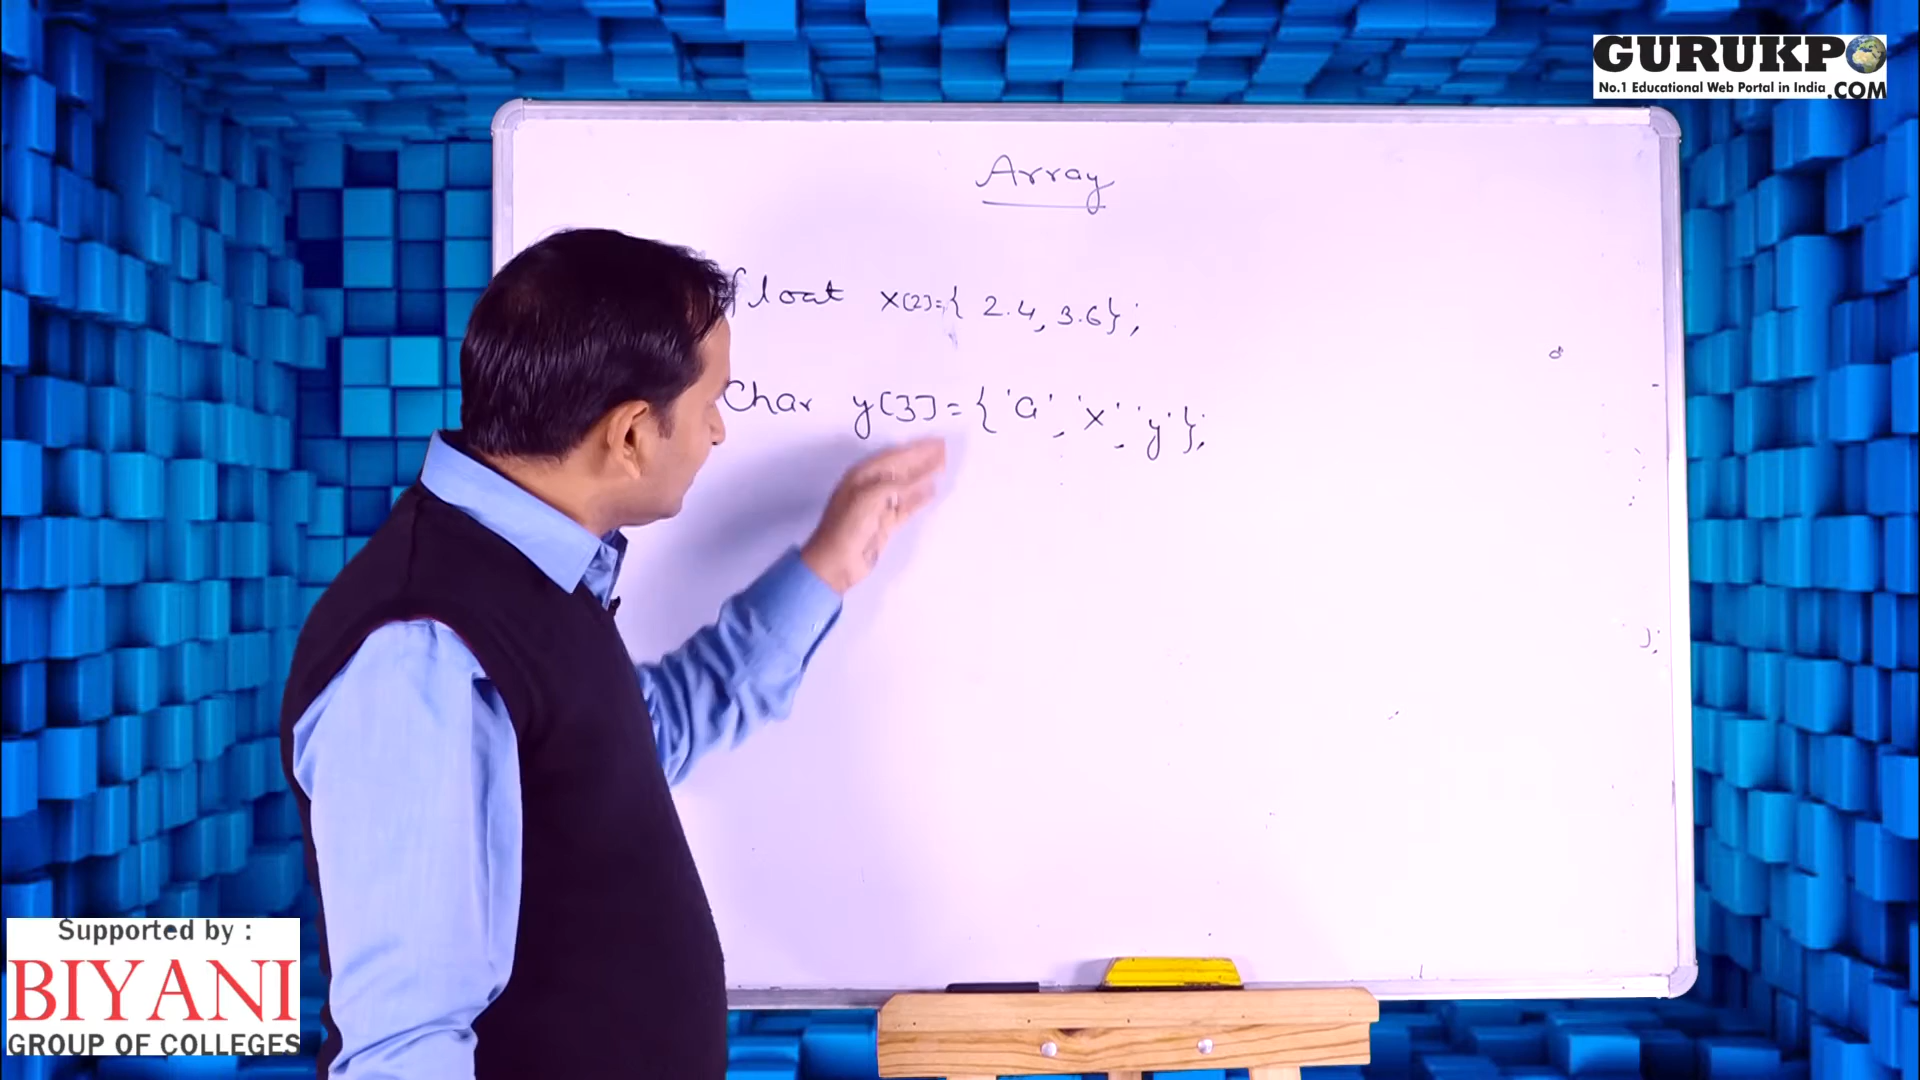 GURUKPO
No.1 Educational Web Portal in India .COM
Array
float x[2]={ 2.4, 3.6};
Char y[3]={ 'a', 'x', 'y' };
Supported by :
BIYANI
GROUP OF COLLEGES